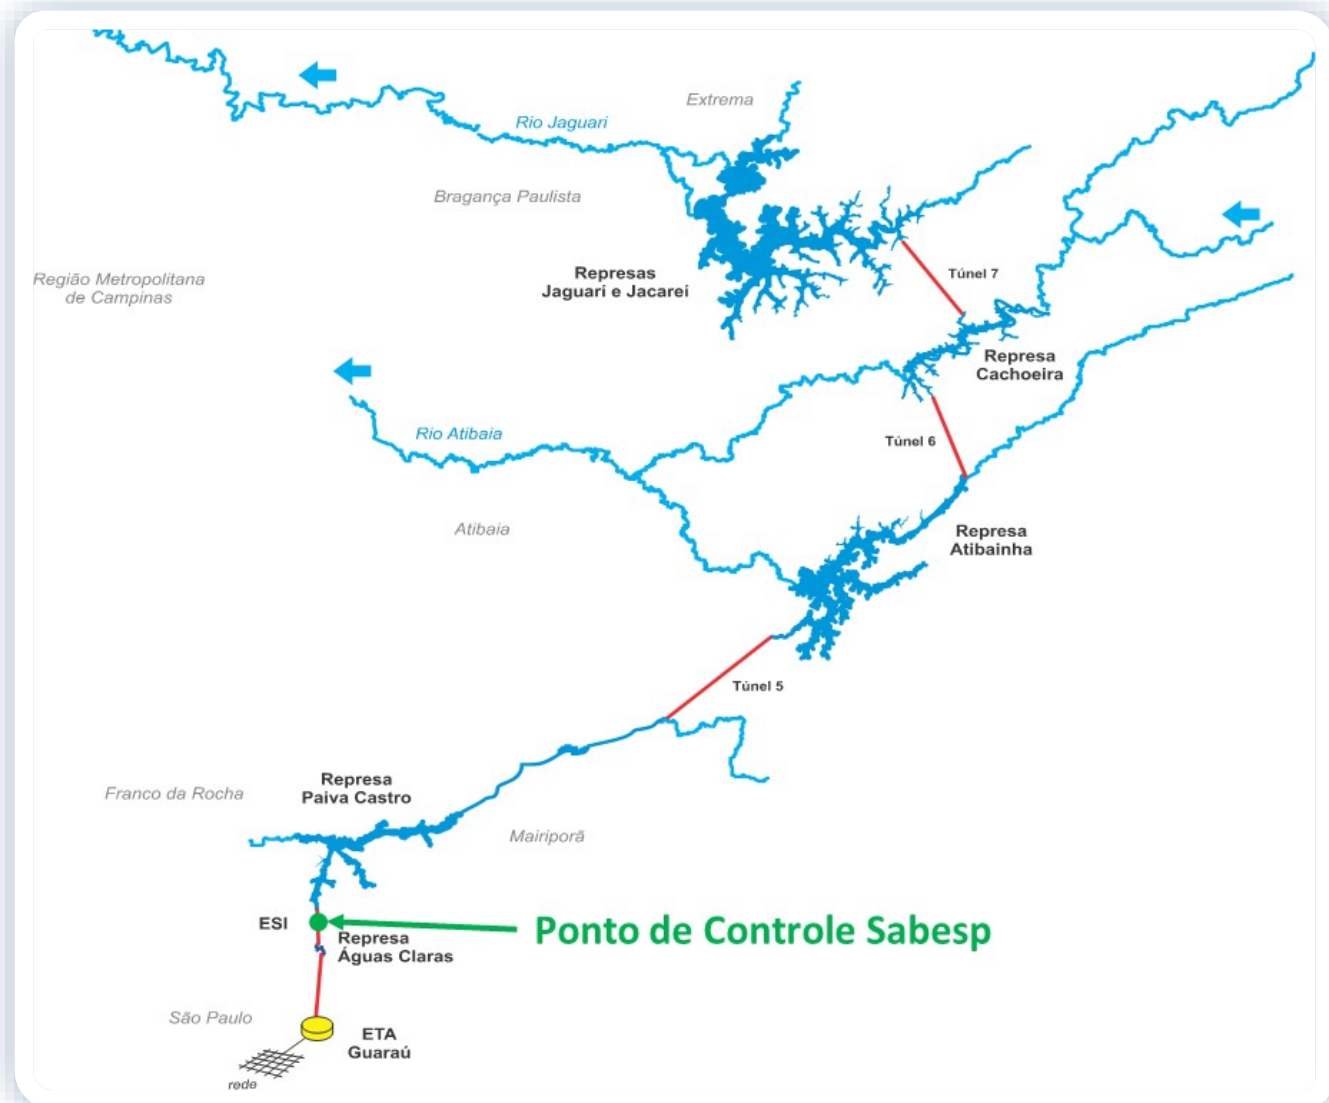 Extrema
Rio Jaguari
Bragança Paulista
Região Metropolitana
de Campinas
Represas
Jaguari e Jacareí
Túnel 7
Represa
Cachoeira
Rio Atibaia
Túnel 6
Atibaia
Represa
Atibainha
Túnel 5
Represa
Paiva Castro
Franco da Rocha
Mairiporã
ESI
Ponto de Controle Sabesp
Represa
Águas Claras
São Paulo
ETA
Guaraú
rede